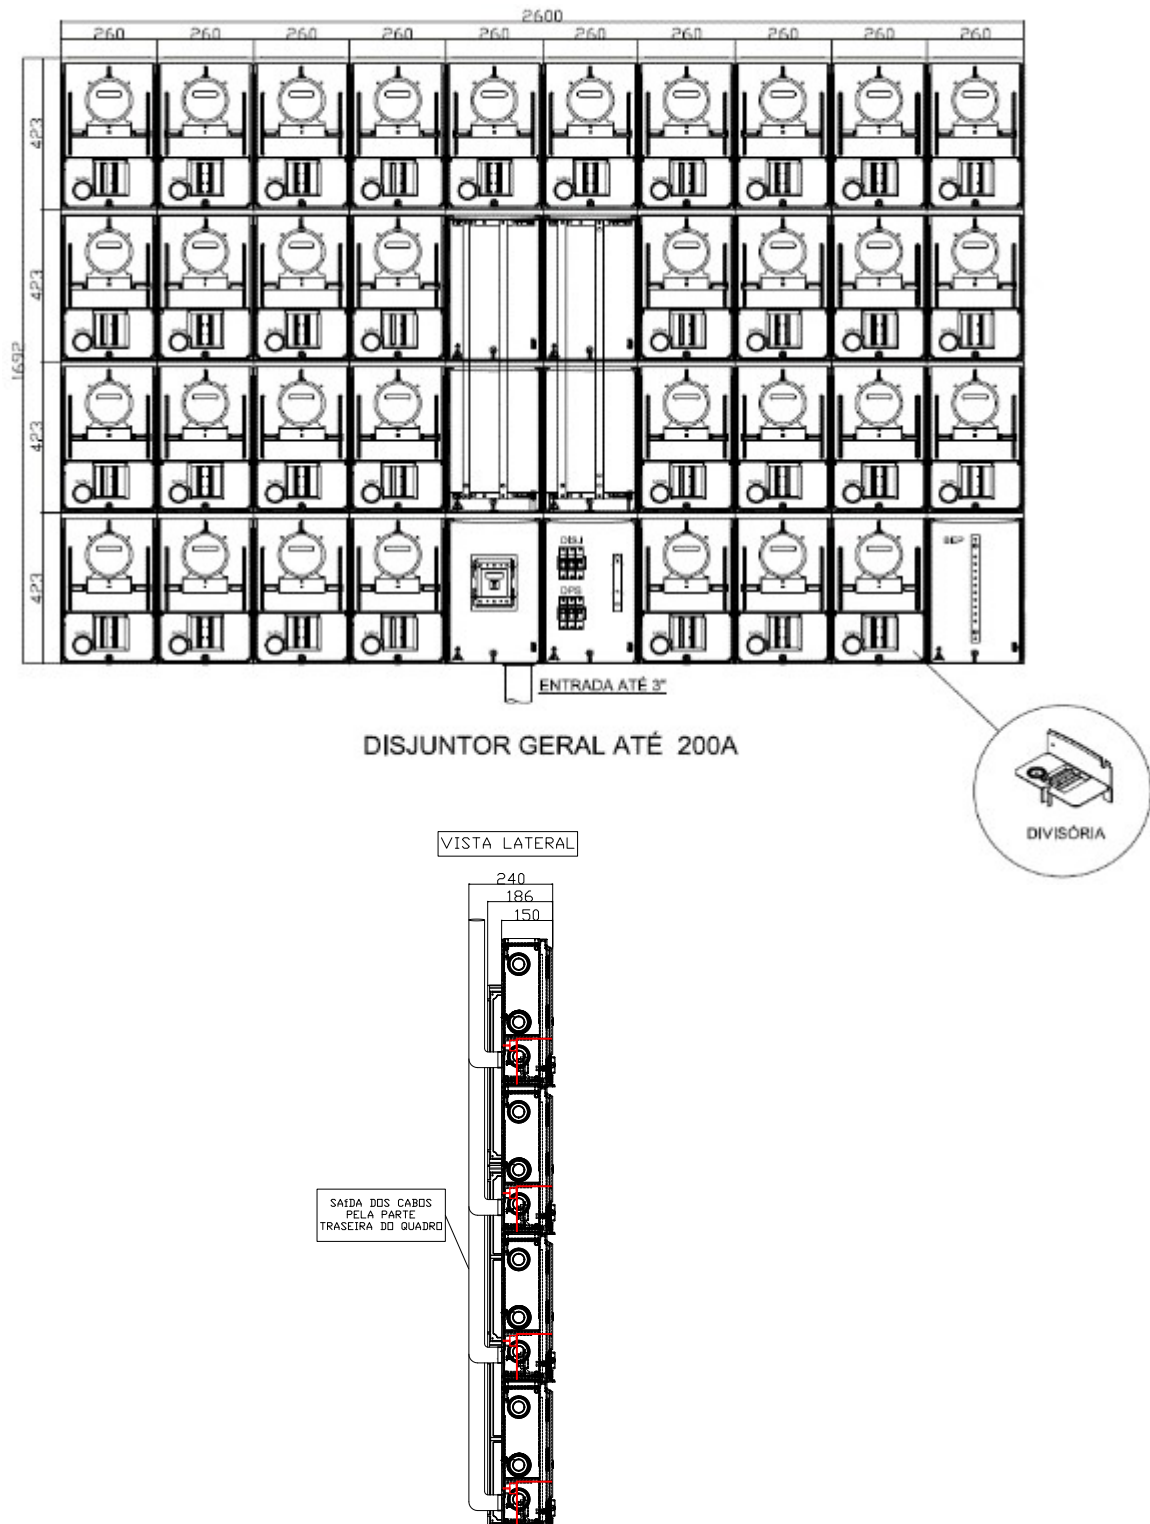 2600
260 260 260 260 260 260 260 260 260 260
423
423
1692
423
423
DISJ
DPS
BEP
ENTRADA ATÉ 3"
DISJUNTOR GERAL ATÉ 200A
DIVISÓRIA
VISTA LATERAL
240
186
150
SAÍDA DOS CABOS
PELA PARTE
TRASEIRA DO QUADRO